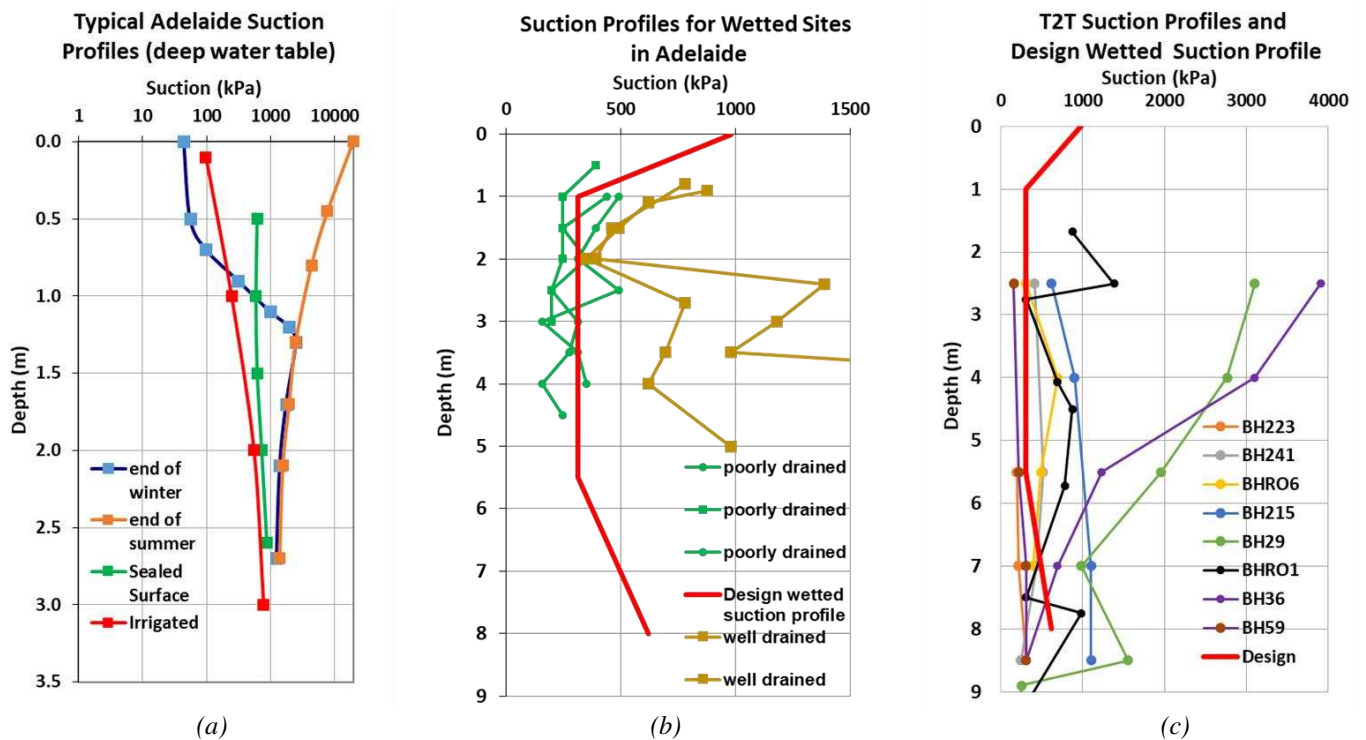 Typical Adelaide Suction
Profiles (deep water table)
Suction (kPa)
1 10 100 1000 10000
0.0
0.5
1.0
1.5
2.0
2.5
3.0
3.5
Depth (m)
end of
winter
end of
summer
Sealed
Surface
Irrigated
(a)
Suction Profiles for Wetted Sites
in Adelaide
Suction (kPa)
0 500 1000 1500
0
1
2
3
4
5
6
7
8
9
Depth (m)
poorly drained
poorly drained
poorly drained
Design wetted
suction profile
well drained
well drained
(b)
T2T Suction Profiles and
Design Wetted Suction Profile
Suction (kPa)
0 1000 2000 3000 4000
0
1
2
3
4
5
6
7
8
9
Depth (m)
BH223
BH241
BHRO6
BH215
BH29
BHRO1
BH36
BH59
Design
(c)